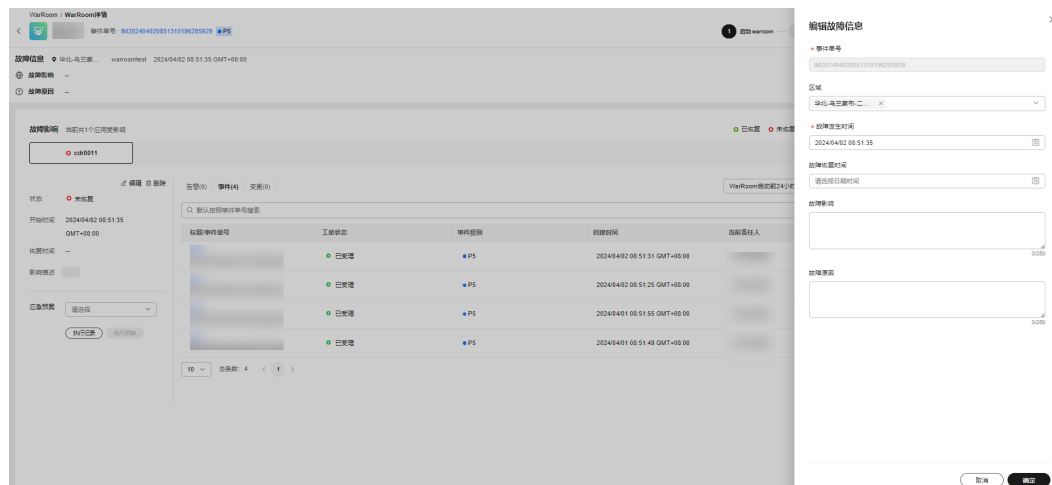 WarRoom / WarRoom详情
事件单号: IM202404020851310196285929 P5
1 启动 warroom
故障信息 华北-乌兰察... warroomtest 2024/04/02 08:51:35 GMT+08:00
故障影响 --
故障原因 --
故障影响 当前共1个应用受影响
已恢复 未恢复
cdr0011
编辑 删除
状态 未恢复
开始时间 2024/04/02 08:51:35 GMT+08:00
恢复时间 --
影响描述
应急预案 请选择
执行记录 执行预案
告警(0) 事件(4) 变更(0)
WarRoom启动前24小时
默认按照事件单号搜索
标题/事件单号 工单状态 事件级别 创建时间 当前责任人
已受理 P5 2024/04/02 08:51:31 GMT+08:00
已受理 P5 2024/04/02 08:51:25 GMT+08:00
已受理 P5 2024/04/01 08:51:55 GMT+08:00
已受理 P5 2024/04/01 08:51:49 GMT+08:00
10 总条数: 4 < 1 >
编辑故障信息
* 事件单号
区域
华北-乌兰察布-二... ×
* 故障发生时间
2024/04/02 08:51:35
故障恢复时间
请选择日期时间
故障影响
0/250
故障原因
0/250
取消 确定